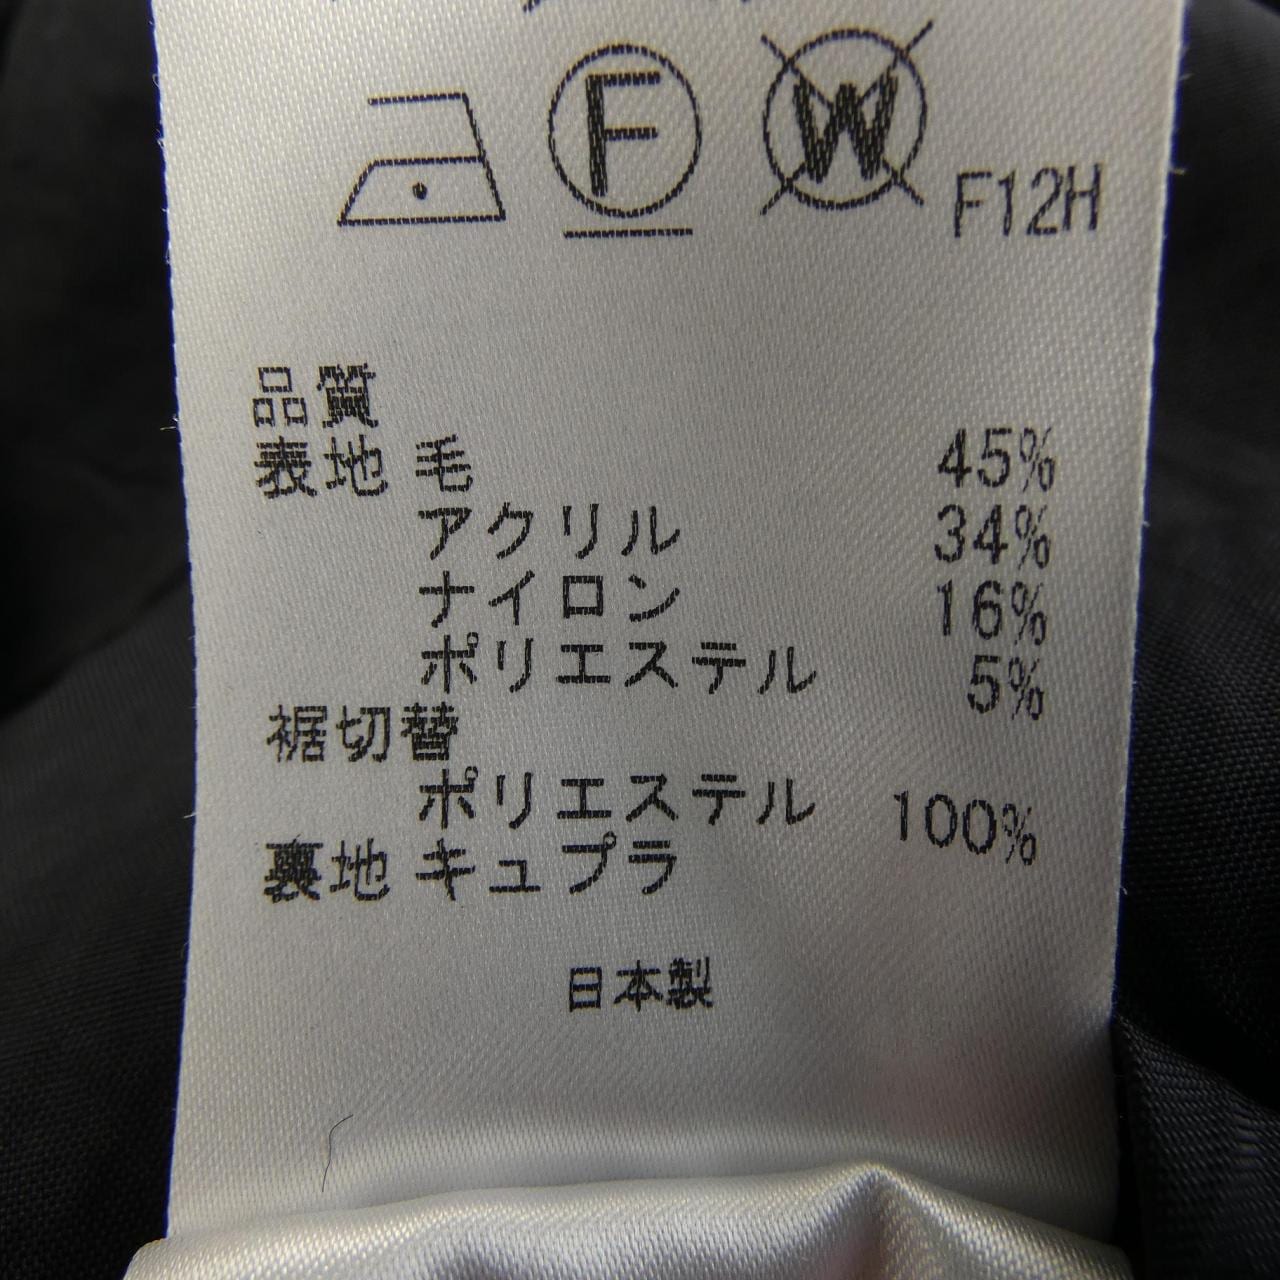 F
W
F12H
品質
表地 毛 45%
アクリル 34%
ナイロン 16%
ポリエステル 5%
裾切替
ポリエステル 100%
裏地 キュプラ
日本製